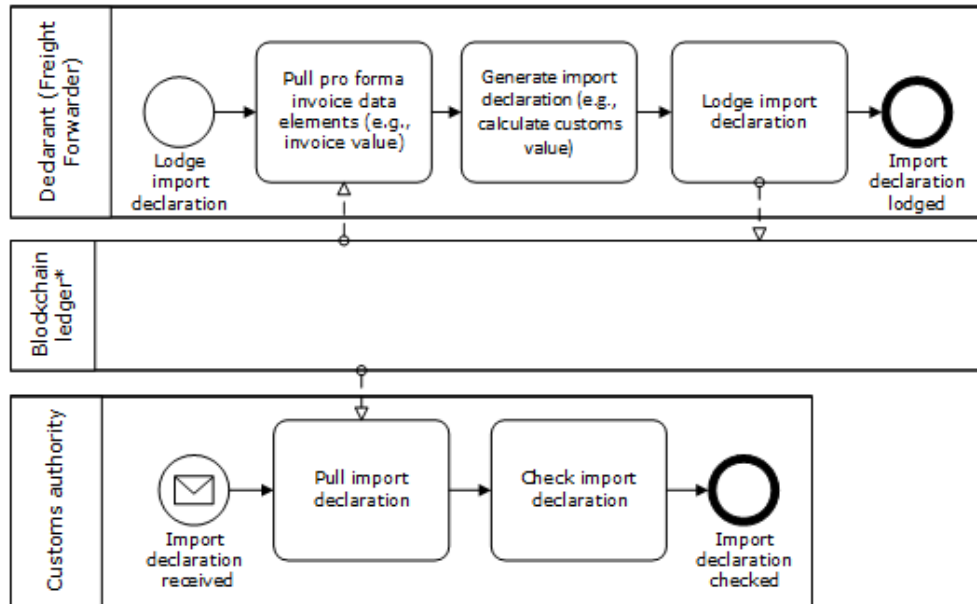 Declarant (Freight
Forwarder)
Lodge
import
declaration
Pull pro forma
invoice data
elements (e.g.,
invoice value)
Generate import
declaration (e.g.,
calculate customs
value)
Lodge import
declaration
Import
declaration
lodged
Blockchain
ledger*
Customs authority
Import
declaration
received
Pull import
declaration
Check import
declaration
Import
declaration
checked